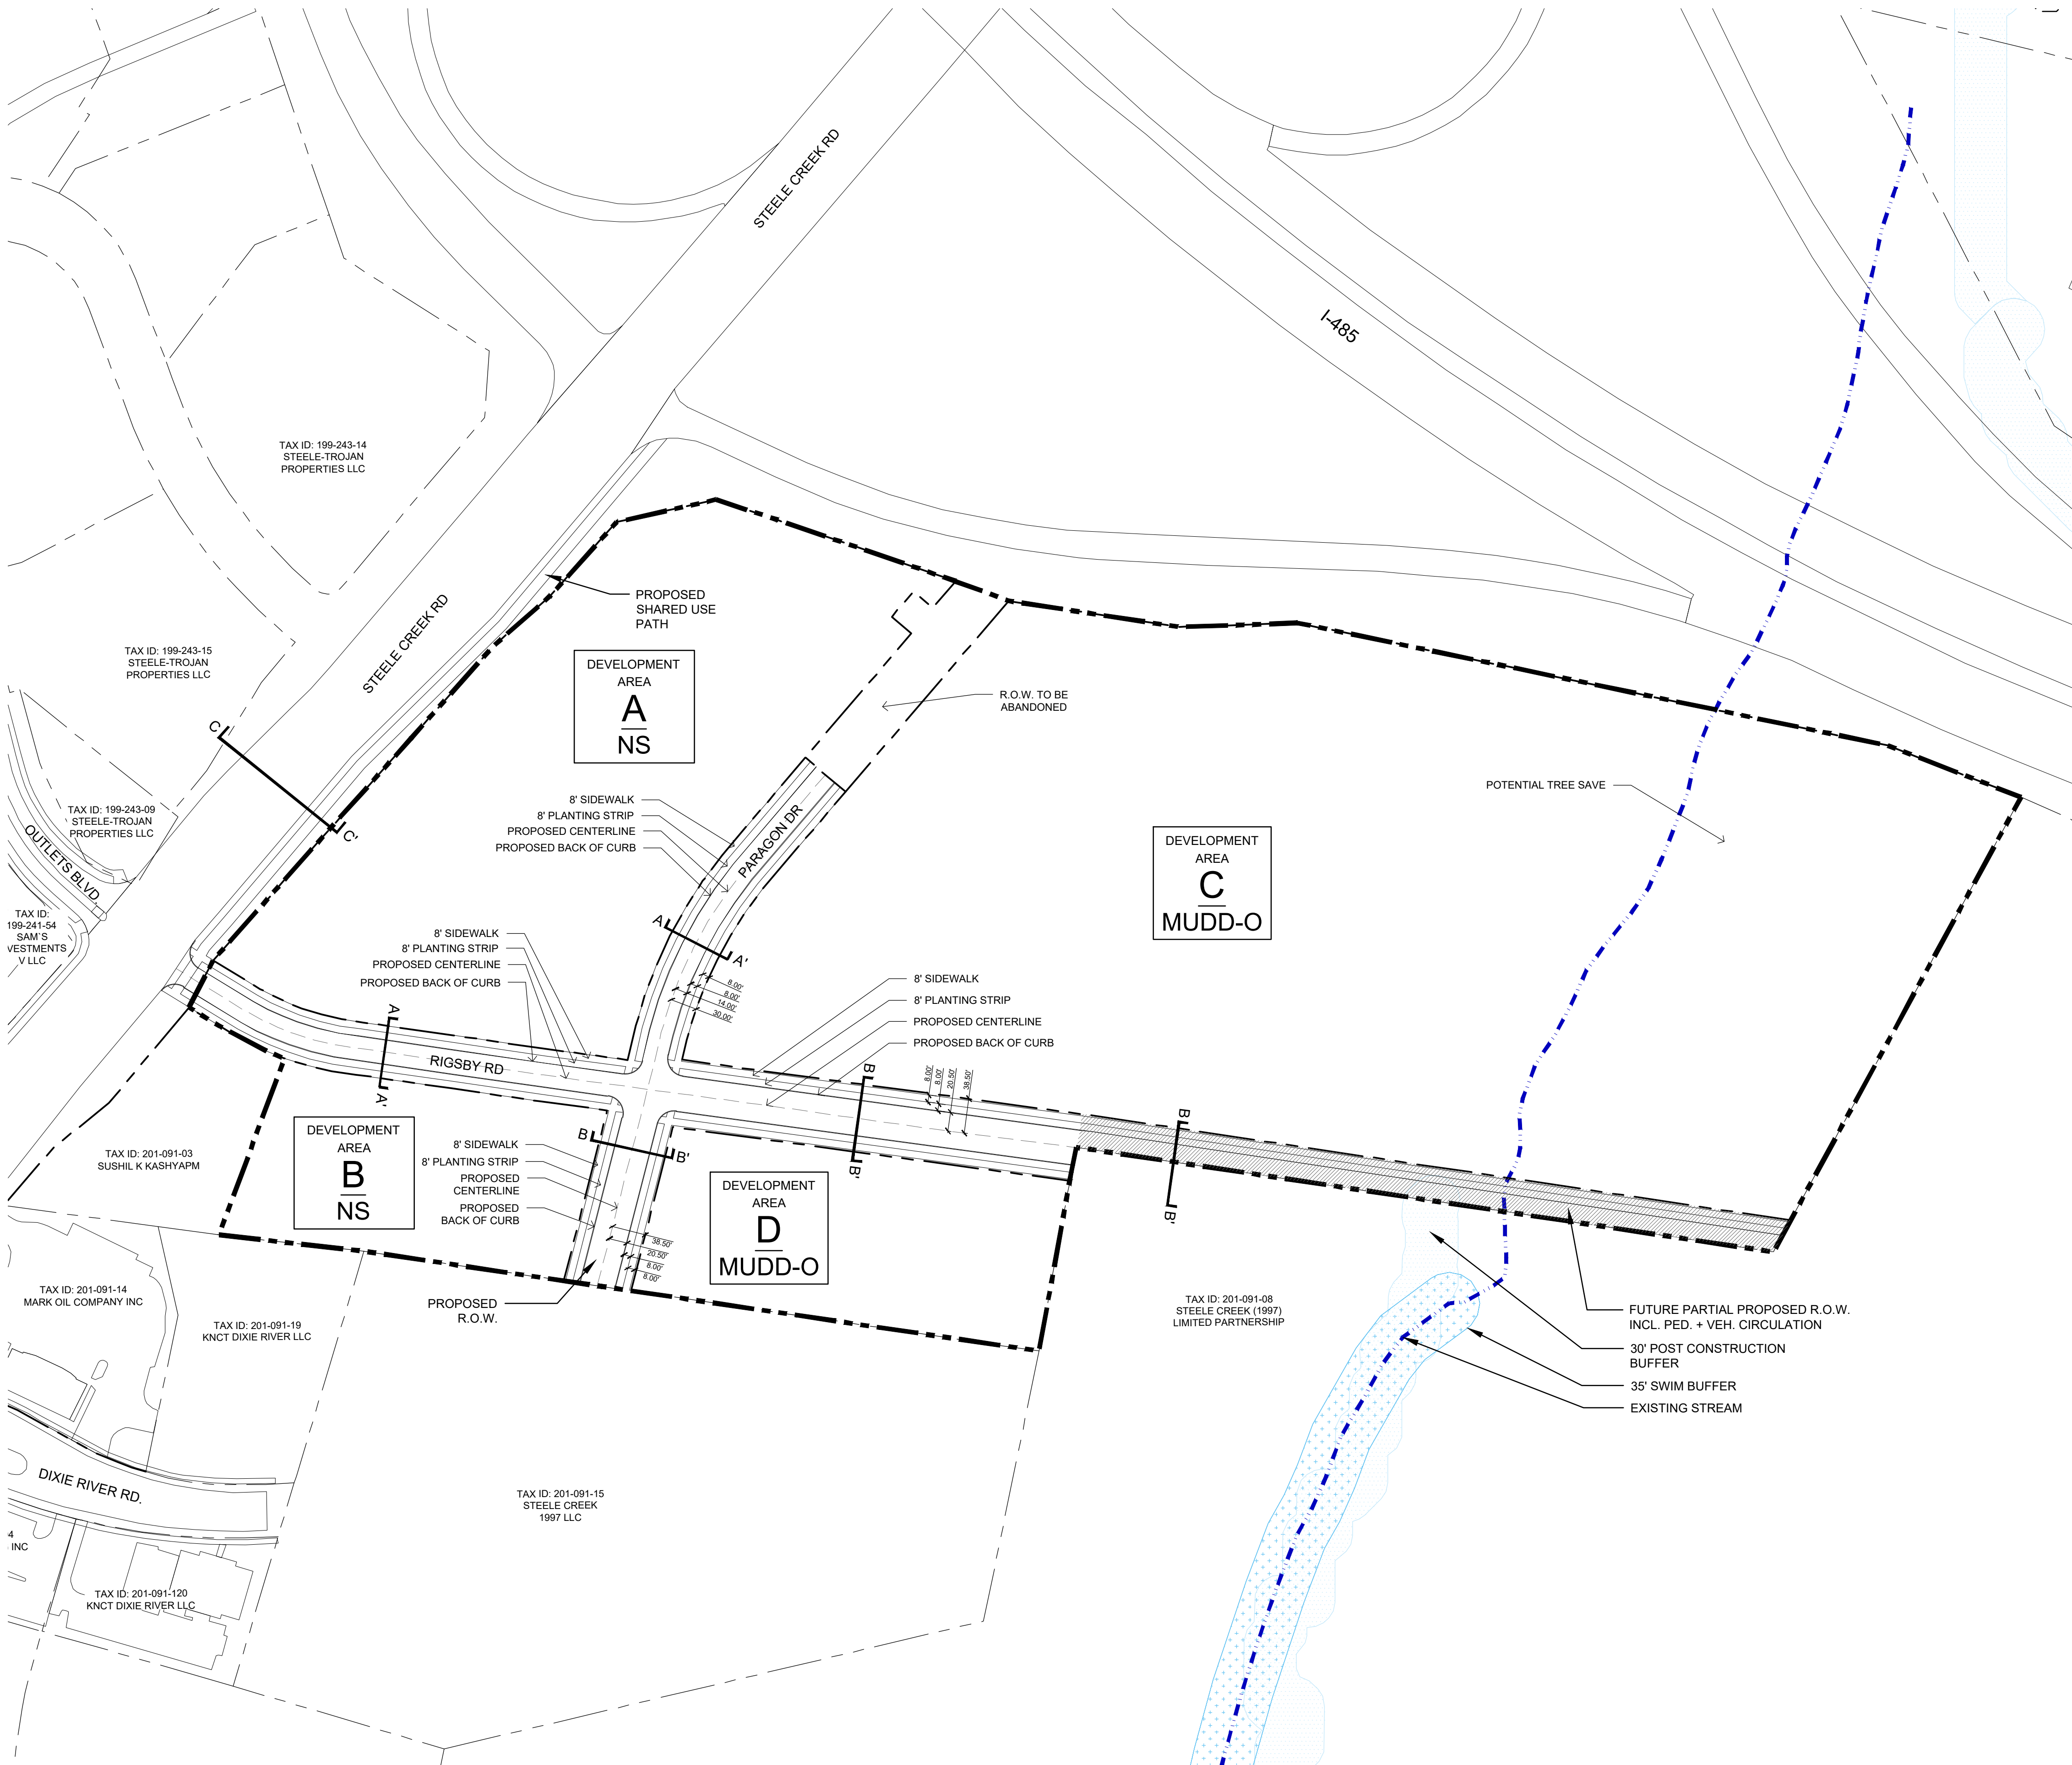 STEELE CREEK RD
I-485
TAX ID: 199-243-14
STEELE-TROJAN
PROPERTIES LLC
PROPOSED
SHARED USE
PATH
STEELE CREEK RD
TAX ID: 199-243-15
STEELE-TROJAN
PROPERTIES LLC
DEVELOPMENT
AREA
A
NS
R.O.W. TO BE
ABANDONED
C
C'
TAX ID: 199-243-09
STEELE-TROJAN
PROPERTIES LLC
OUTLETS BLVD.
TAX ID:
199-241-54
SAM'S
VESTMENTS
V LLC
8' SIDEWALK
8' PLANTING STRIP
PROPOSED CENTERLINE
PROPOSED BACK OF CURB
PARAGON DR
POTENTIAL TREE SAVE
DEVELOPMENT
AREA
C
MUDD-O
A
A'
8.00'
8.00'
14.00'
30.00'
8' SIDEWALK
8' PLANTING STRIP
PROPOSED CENTERLINE
PROPOSED BACK OF CURB
A
A'
RIGSBY RD
8' SIDEWALK
8' PLANTING STRIP
PROPOSED CENTERLINE
PROPOSED BACK OF CURB
B
B'
8.00'
8.00'
20.50'
38.50'
B
B'
TAX ID: 201-091-03
SUSHIL K KASHYAPM
DEVELOPMENT
AREA
B
NS
8' SIDEWALK
8' PLANTING STRIP
PROPOSED
CENTERLINE
PROPOSED
BACK OF CURB
B
B'
38.50'
20.50'
8.00'
8.00'
DEVELOPMENT
AREA
D
MUDD-O
PROPOSED
R.O.W.
TAX ID: 201-091-14
MARK OIL COMPANY INC
TAX ID: 201-091-19
KNCT DIXIE RIVER LLC
TAX ID: 201-091-08
STEELE CREEK (1997)
LIMITED PARTNERSHIP
FUTURE PARTIAL PROPOSED R.O.W.
INCL. PED. + VEH. CIRCULATION
30' POST CONSTRUCTION
BUFFER
35' SWIM BUFFER
EXISTING STREAM
DIXIE RIVER RD.
TAX ID: 201-091-15
STEELE CREEK
1997 LLC
4
INC
TAX ID: 201-091-120
KNCT DIXIE RIVER LLC